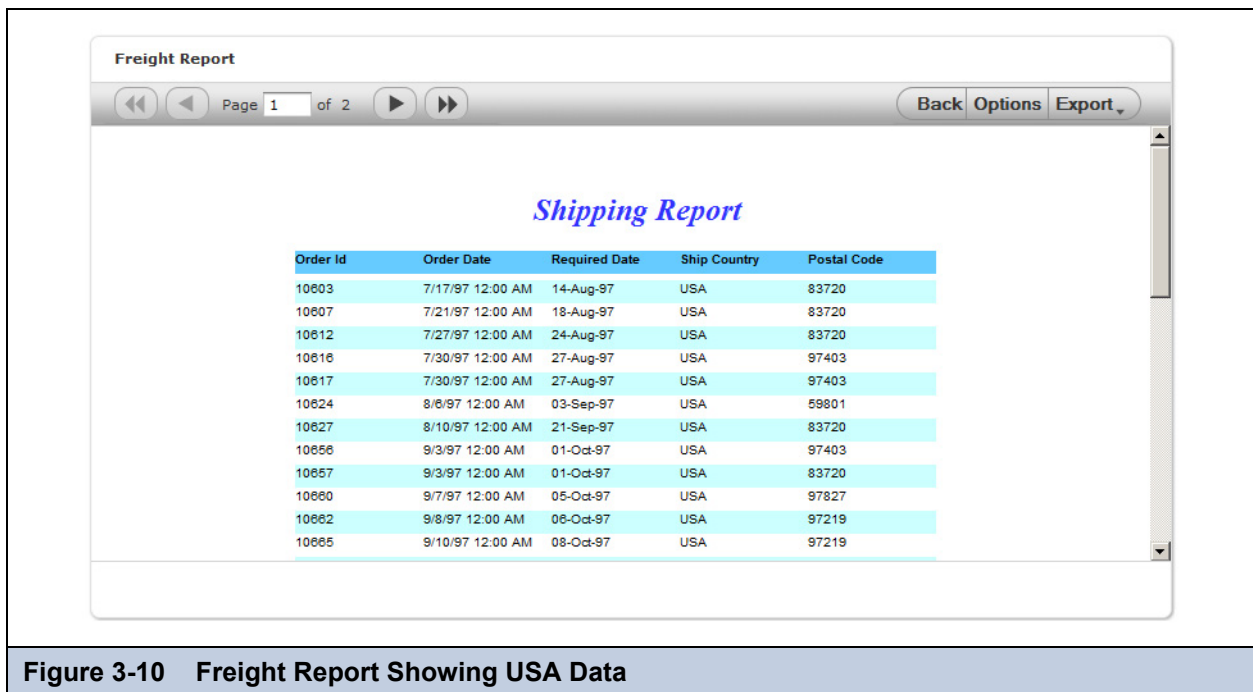 Freight Report
Page 1 of 2 Back Options Export
Shipping Report
Order Id Order Date Required Date Ship Country Postal Code
10603 7/17/97 12:00 AM 14-Aug-97 USA 83720
10607 7/21/97 12:00 AM 18-Aug-97 USA 83720
10612 7/27/97 12:00 AM 24-Aug-97 USA 83720
10616 7/30/97 12:00 AM 27-Aug-97 USA 97403
10617 7/30/97 12:00 AM 27-Aug-97 USA 97403
10624 8/6/97 12:00 AM 03-Sep-97 USA 59801
10627 8/10/97 12:00 AM 21-Sep-97 USA 83720
10656 9/3/97 12:00 AM 01-Oct-97 USA 97403
10657 9/3/97 12:00 AM 01-Oct-97 USA 83720
10660 9/7/97 12:00 AM 05-Oct-97 USA 97827
10662 9/8/97 12:00 AM 06-Oct-97 USA 97219
10665 9/10/97 12:00 AM 08-Oct-97 USA 97219
Figure 3-10 Freight Report Showing USA Data